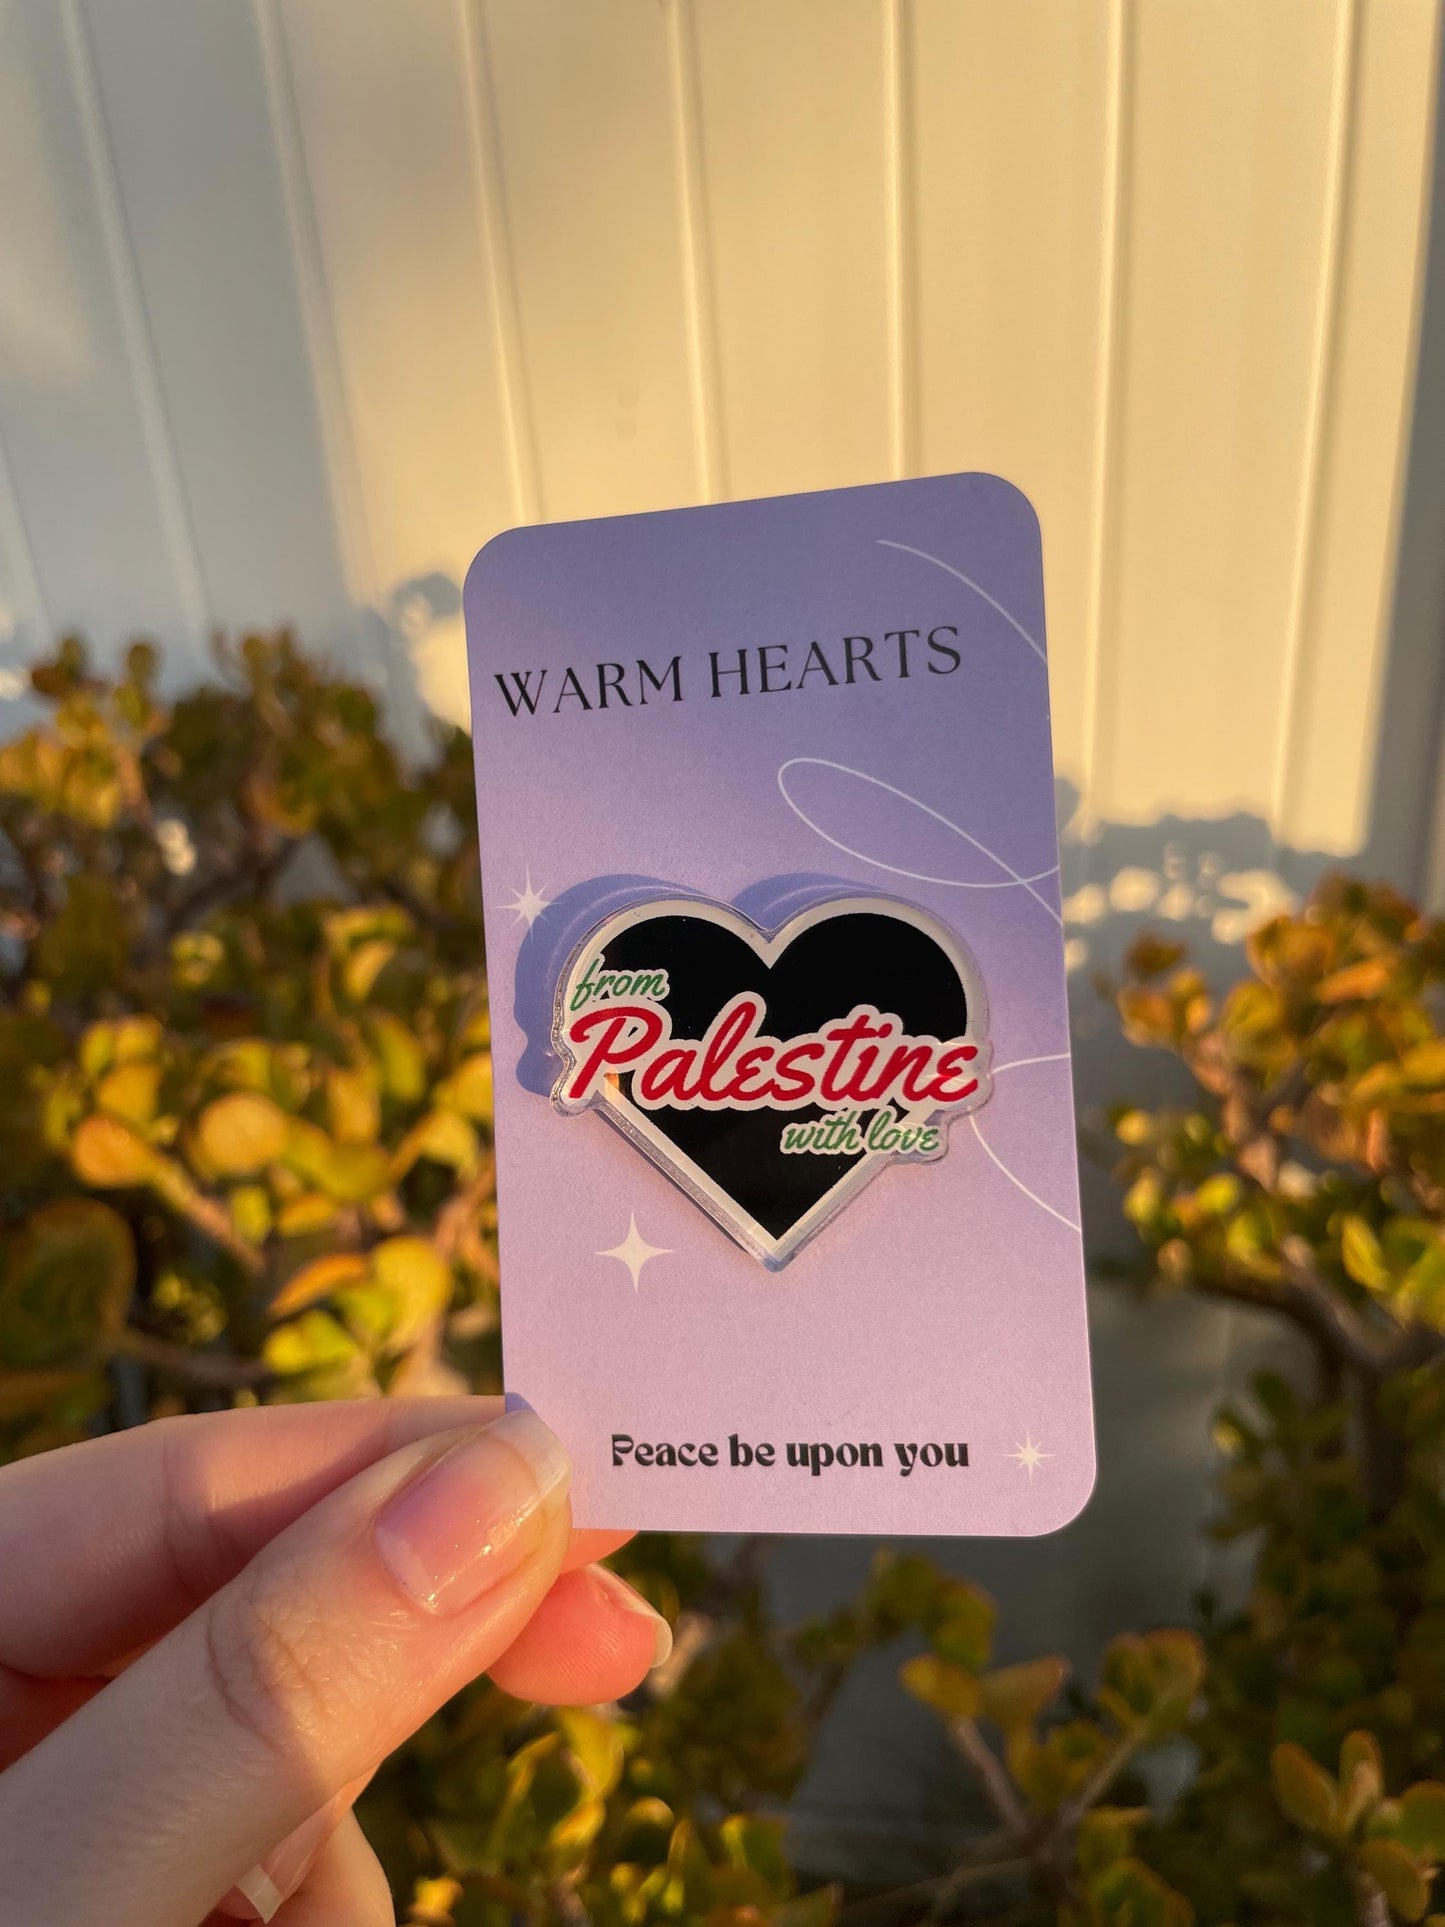 WARM HEARTS
from
Palestine
with love
Peace be upon you